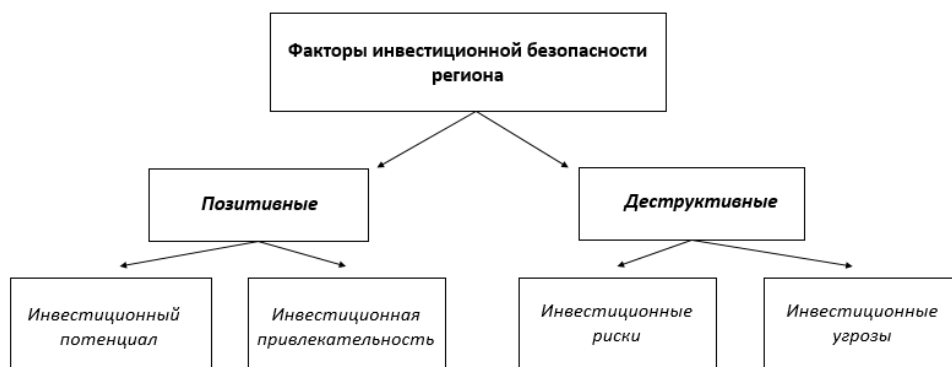 Факторы инвестиционной безопасности
региона
Позитивные
Деструктивные
Инвестиционный
потенциал
Инвестиционная
привлекательность
Инвестиционные
риски
Инвестиционные
угрозы